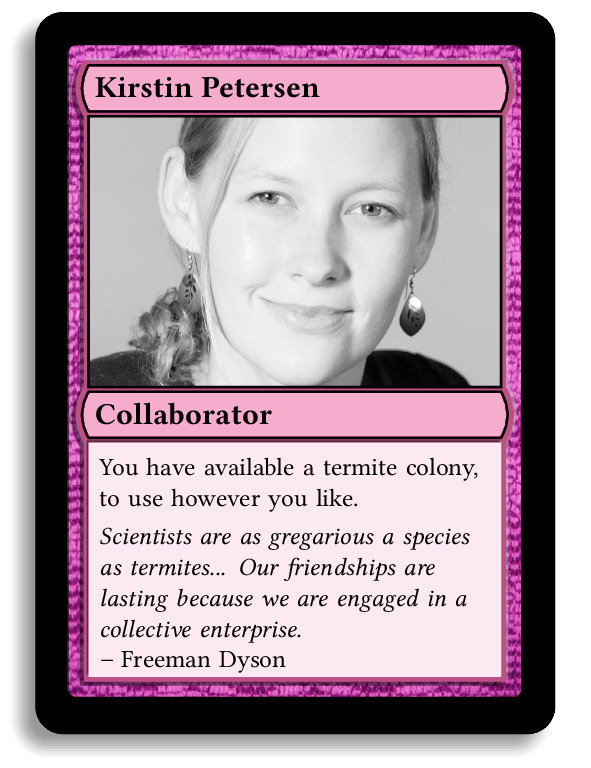 Kirstin Petersen
Collaborator
You have available a termite colony,
to use however you like.
Scientists are as gregarious a species
as termites... Our friendships are
lasting because we are engaged in a
collective enterprise.
– Freeman Dyson